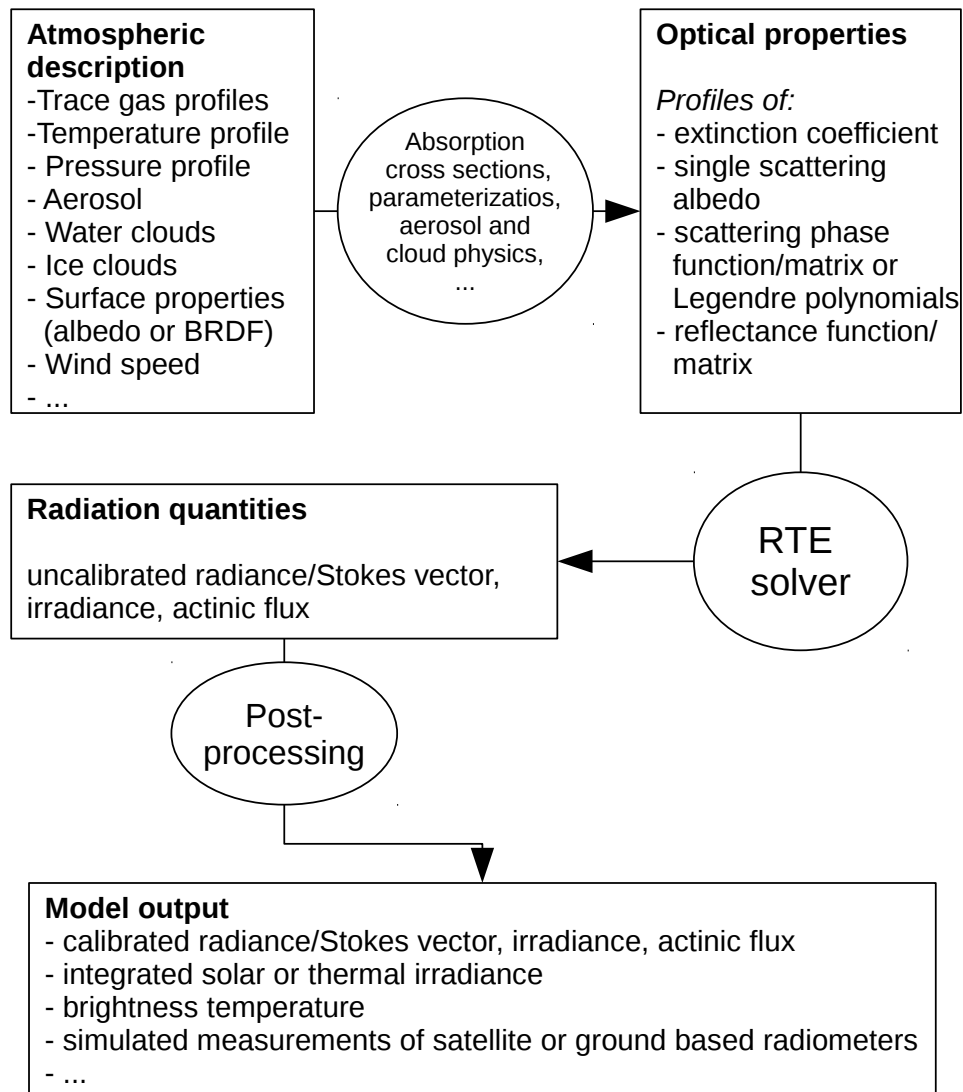 Atmospheric
description
-Trace gas profiles
-Temperature profile
- Pressure profile
- Aerosol
- Water clouds
- Ice clouds
- Surface properties
(albedo or BRDF)
- Wind speed
- ...
Absorption
cross sections,
parameterizatios,
aerosol and
cloud physics,
...
Optical properties
Profiles of:
- extinction coefficient
- single scattering
albedo
- scattering phase
function/matrix or
Legendre polynomials
- reflectance function/
matrix
RTE
solver
Radiation quantities
uncalibrated radiance/Stokes vector,
irradiance, actinic flux
Post-
processing
Model output
- calibrated radiance/Stokes vector, irradiance, actinic flux
- integrated solar or thermal irradiance
- brightness temperature
- simulated measurements of satellite or ground based radiometers
- ...